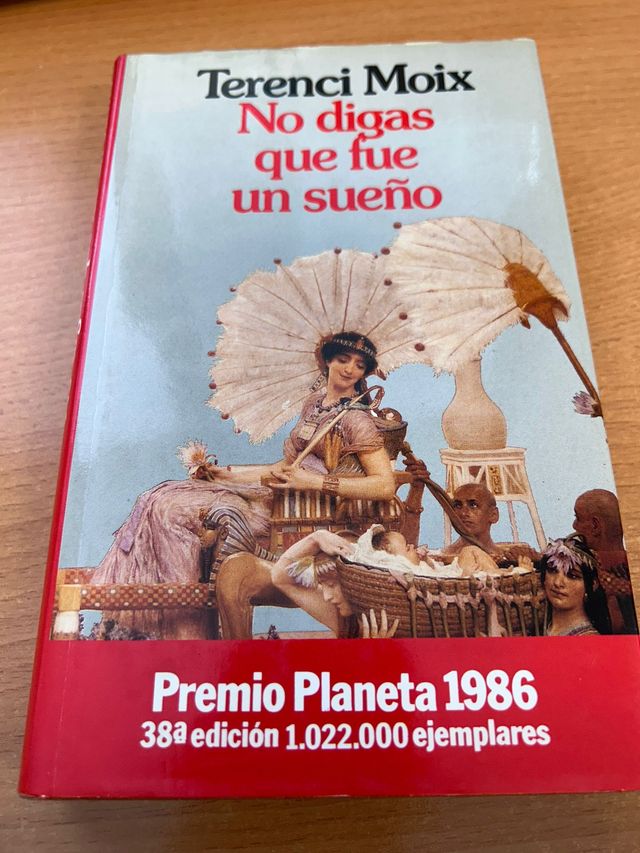 Terenci Moix
No digas
que fue
un sueño
Premio Planeta 1986
38ª edición 1.022.000 ejemplares